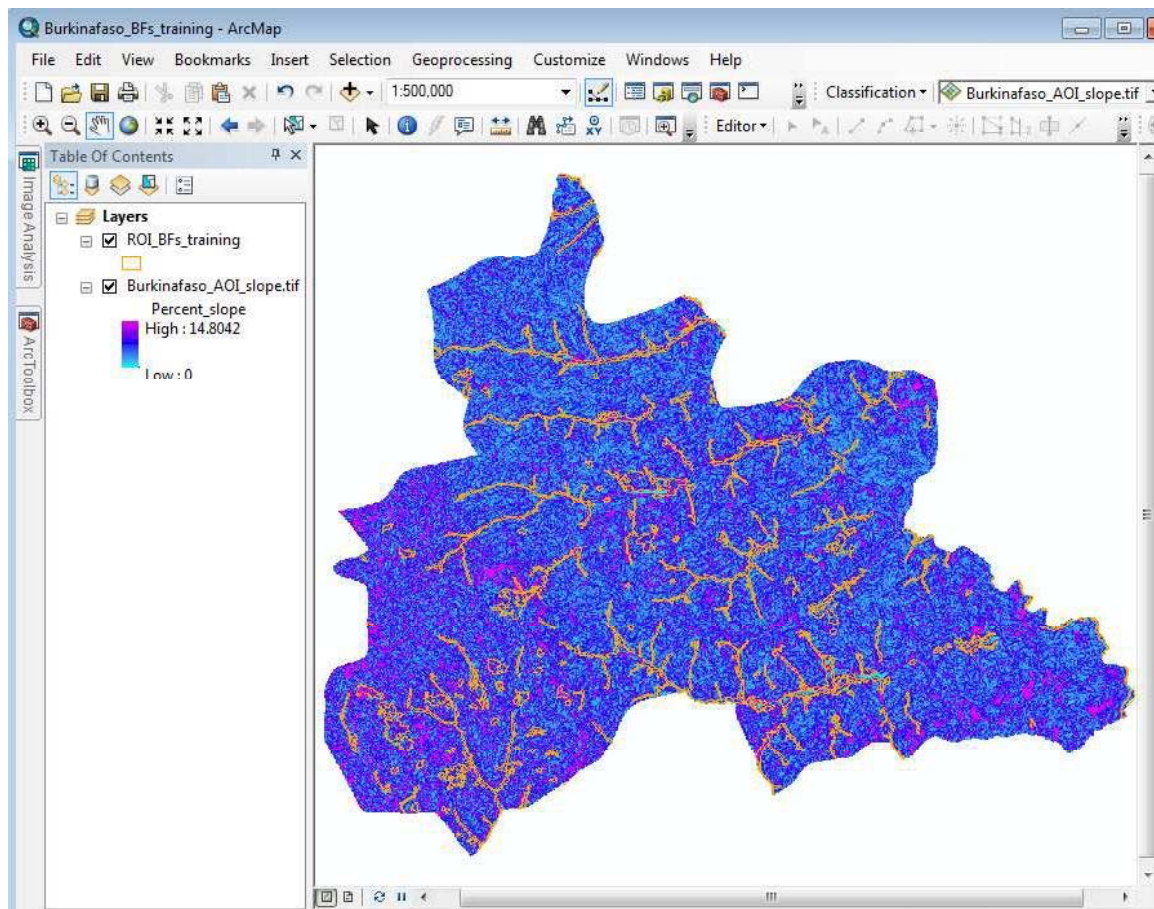 Burkinafaso_BFs_training - ArcMap
File Edit View Bookmarks Insert Selection Geoprocessing Customize Windows Help
1:500,000 Classification Burkinafaso_AOI_slope.tif
Editor
Table Of Contents
Image Analysis
ArcToolbox
Layers
ROI_BFs_training
Burkinafaso_AOI_slope.tif
Percent_slope
High : 14.8042
Low : 0